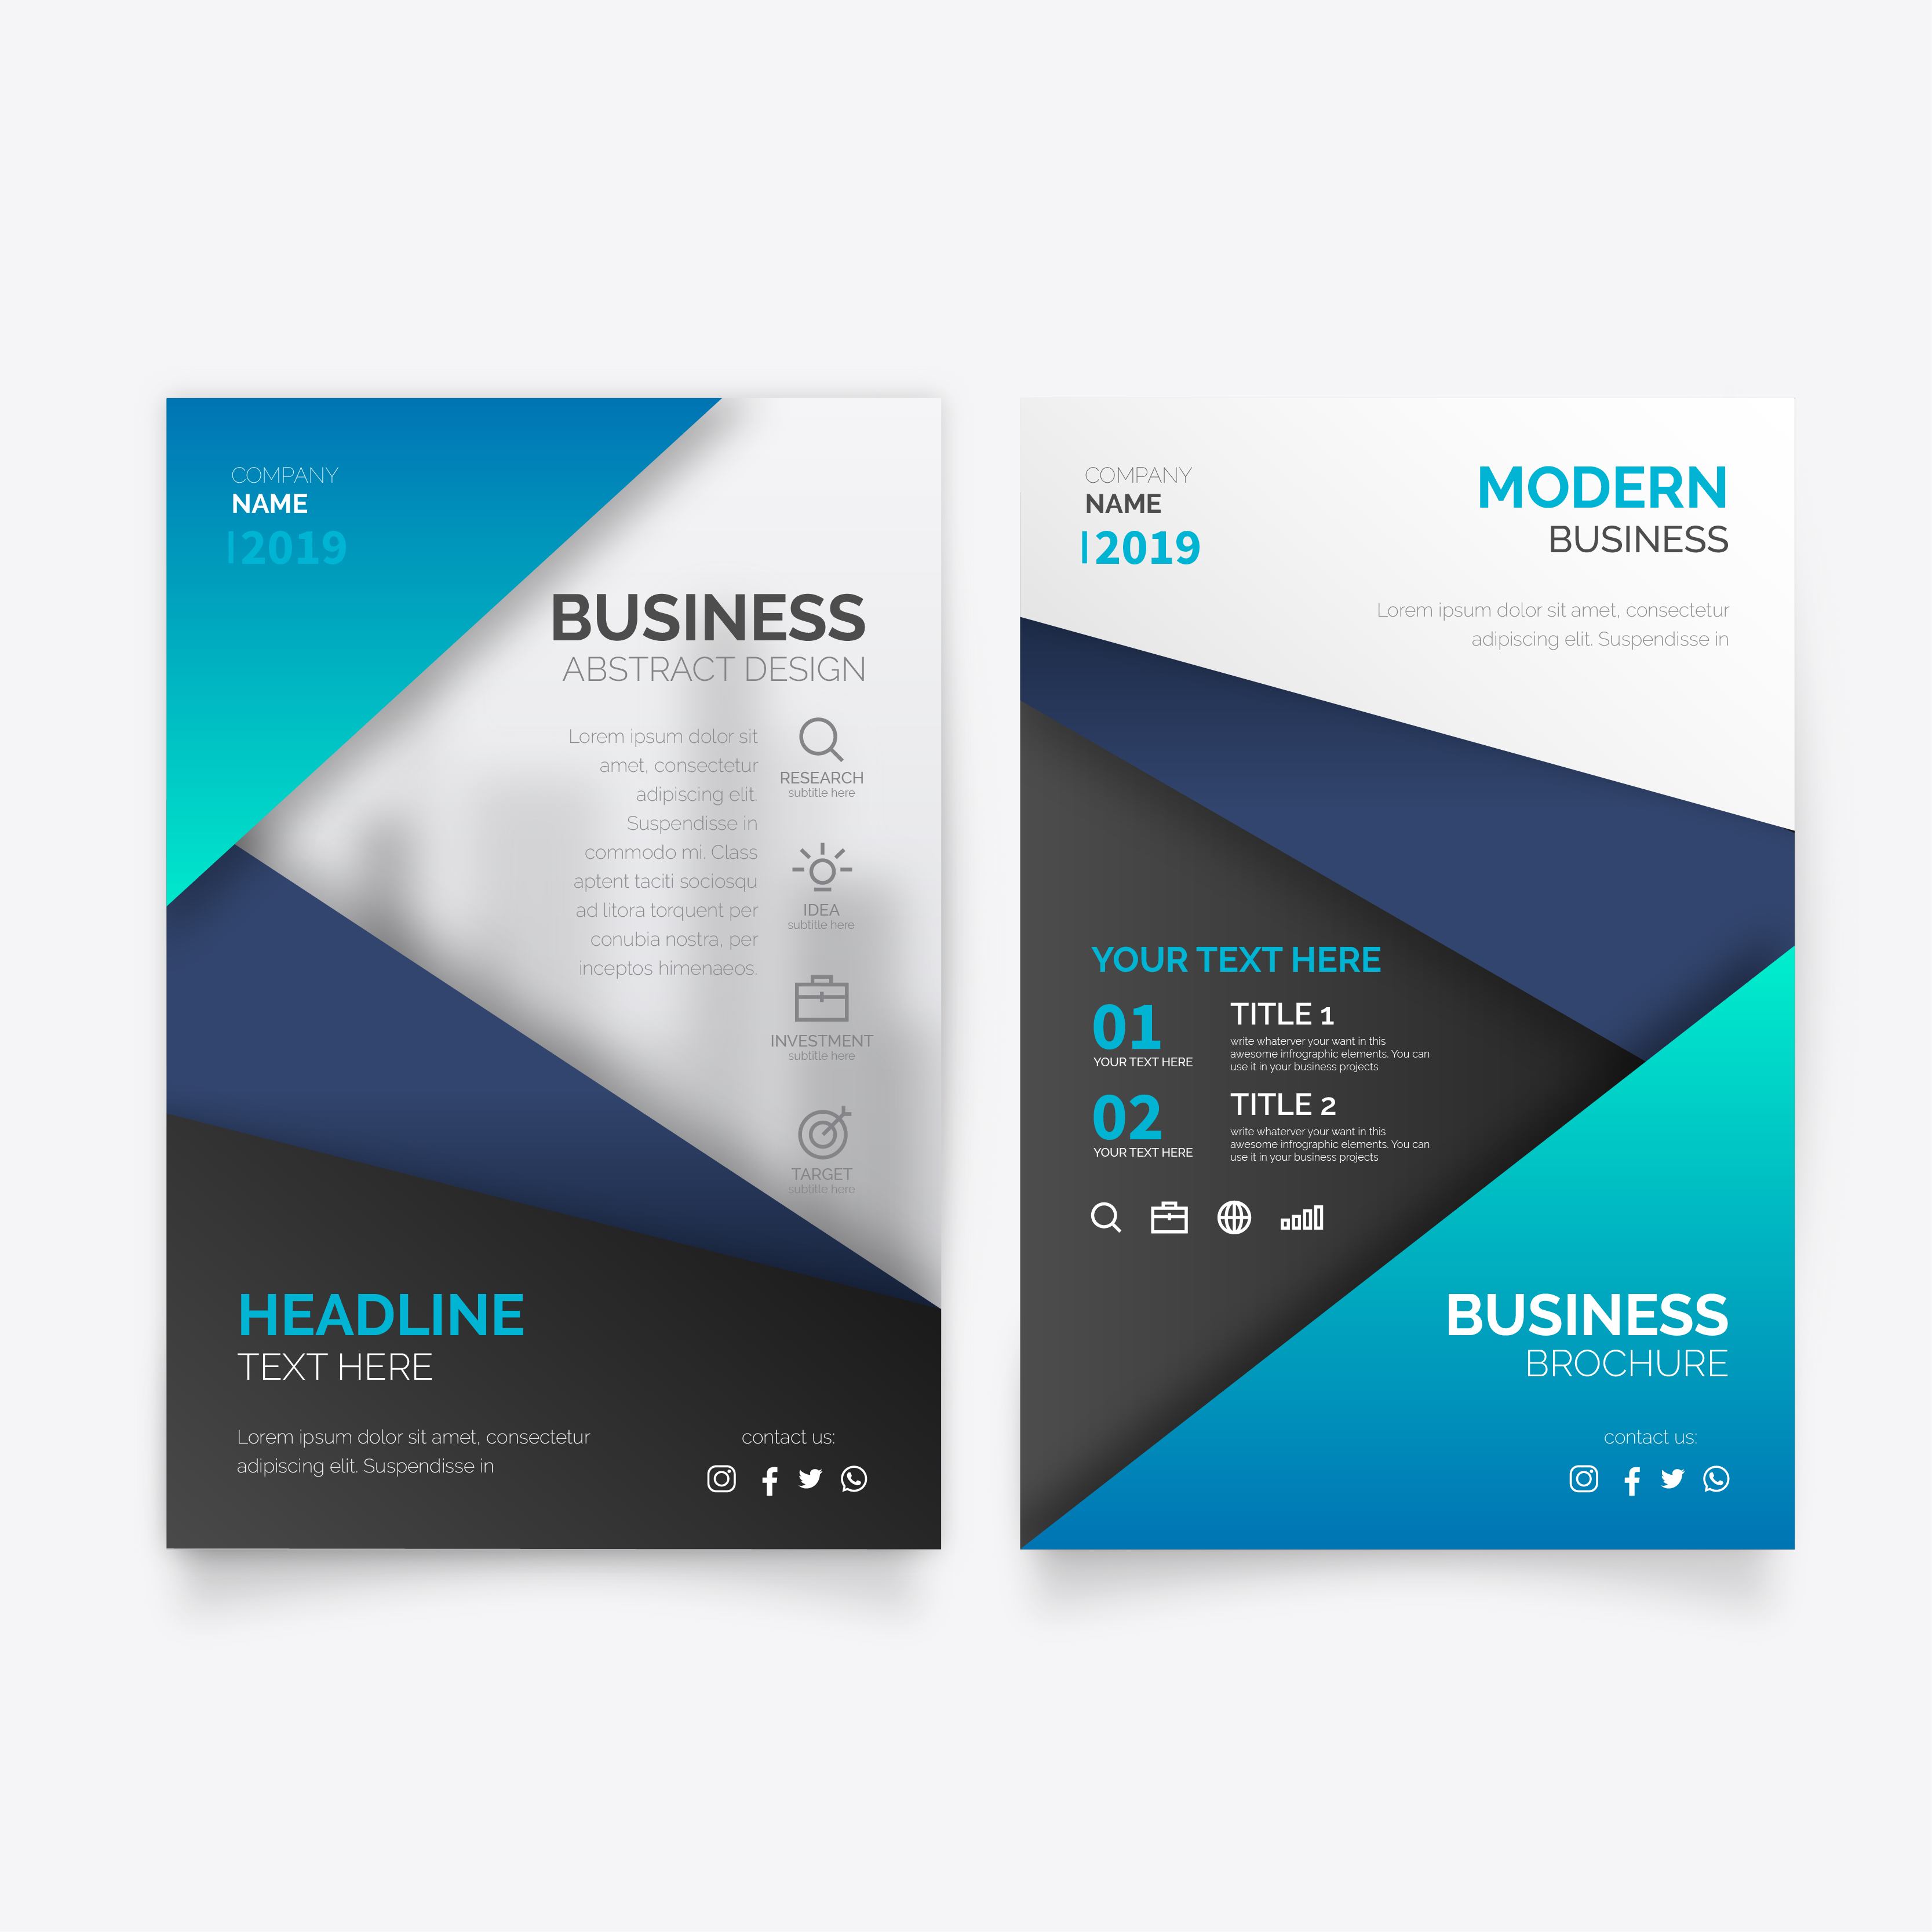 COMPANY
NAME
2019
BUSINESS
ABSTRACT DESIGN
Lorem ipsum dolor sit
amet, consectetur
adipiscing elit.
Suspendisse in
commodo mi. Class
aptent taciti sociosqu
ad litora torquent per
conubia nostra, per
inceptos himenaeos.
RESEARCH
subtitle here
IDEA
subtitle here
INVESTMENT
subtitle here
TARGET
subtitle here
HEADLINE
TEXT HERE
Lorem ipsum dolor sit amet, consectetur
adipiscing elit. Suspendisse in
contact us:
COMPANY
NAME
2019
MODERN
BUSINESS
Lorem ipsum dolor sit amet, consectetur
adipiscing elit. Suspendisse in
YOUR TEXT HERE
01
YOUR TEXT HERE
TITLE 1
write whaterver your want in this
awesome infrographic elements. You can
use it in your business projects
02
YOUR TEXT HERE
TITLE 2
write whaterver your want in this
awesome infrographic elements. You can
use it in your business projects
BUSINESS
BROCHURE
contact us: